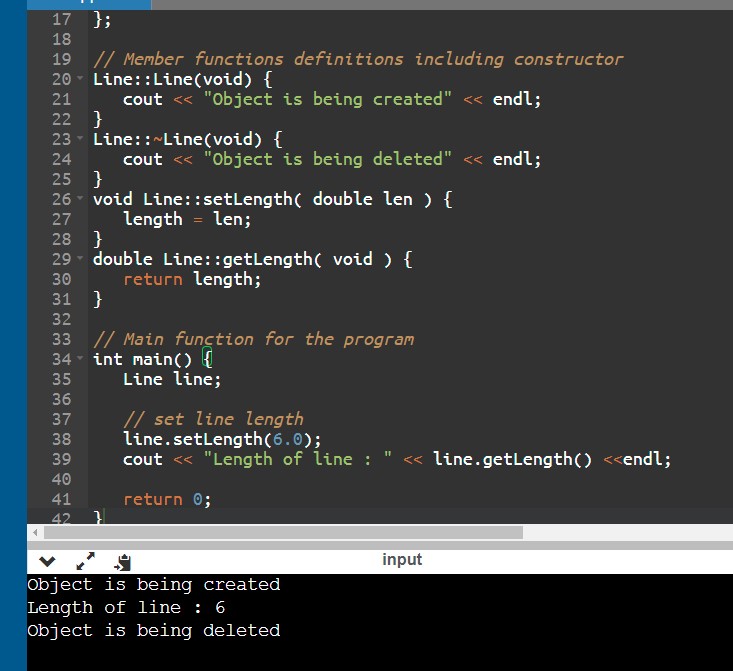 17 };
18
19 // Member functions definitions including constructor
20 Line::Line(void) {
21    cout << "Object is being created" << endl;
22 }
23 Line::~Line(void) {
24    cout << "Object is being deleted" << endl;
25 }
26 void Line::setLength( double len ) {
27    length = len;
28 }
29 double Line::getLength( void ) {
30    return length;
31 }
32
33 // Main function for the program
34 int main() {
35    Line line;
36
37    // set line length
38    line.setLength(6.0);
39    cout << "Length of line : " << line.getLength() <<endl;
40
41    return 0;
42 }
input
Object is being created
Length of line : 6
Object is being deleted